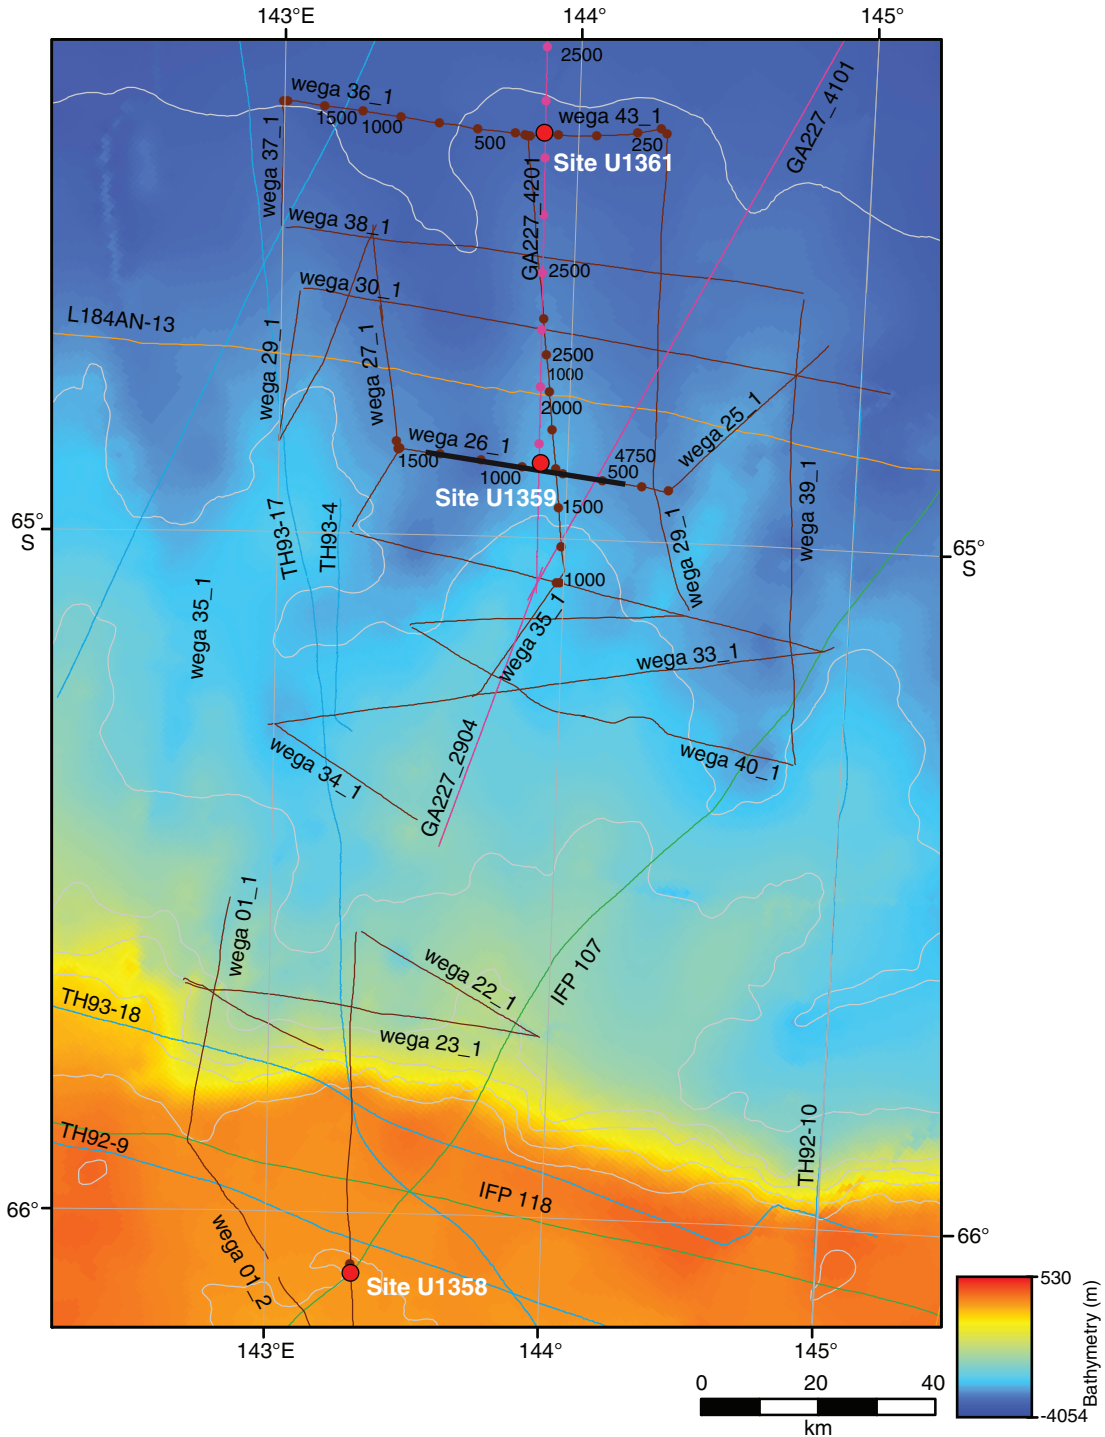 143°E
144°
145°
2500
wega 36_1
1500
1000
500
wega 43_1
250
Site U1361
GA227_4101
wega 37_1
GA227_4201
wega 38_1
2500
wega 30_1
L184AN-13
wega 29_1
wega 27_1
2500
1000
2000
wega 25_1
wega 26_1
1500
1000
4750
500
Site U1359
wega 39_1
1500
65°
S
TH93-17
TH93-4
wega 29_1
65°
S
1000
wega 35_1
wega 35_1
wega 33_1
wega 34_1
GA227_2904
wega 40_1
wega 01_1
wega 22_1
IFP 107
TH93-18
wega 23_1
TH92-9
TH92-10
IFP 118
66°
66°
wega 01_2
Site U1358
530
-4054
Bathymetry (m)
143°E
144°
145°
0
20
40
km